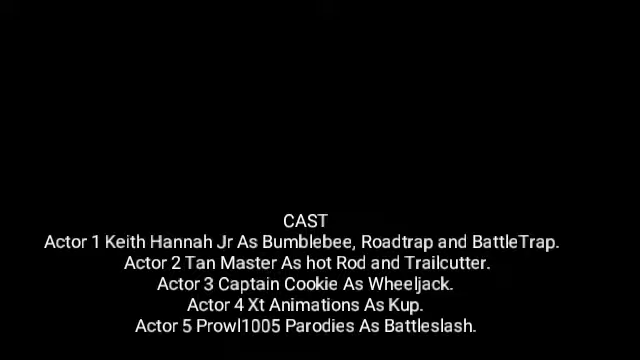 CAST
Actor 1 Keith Hannah Jr As Bumblebee, Roadtrap and BattleTrap.
Actor 2 Tan Master As hot Rod and Trailcutter.
Actor 3 Captain Cookie As Wheeljack.
Actor 4 Xt Animations As Kup.
Actor 5 Prowl1005 Parodies As Battleslash.